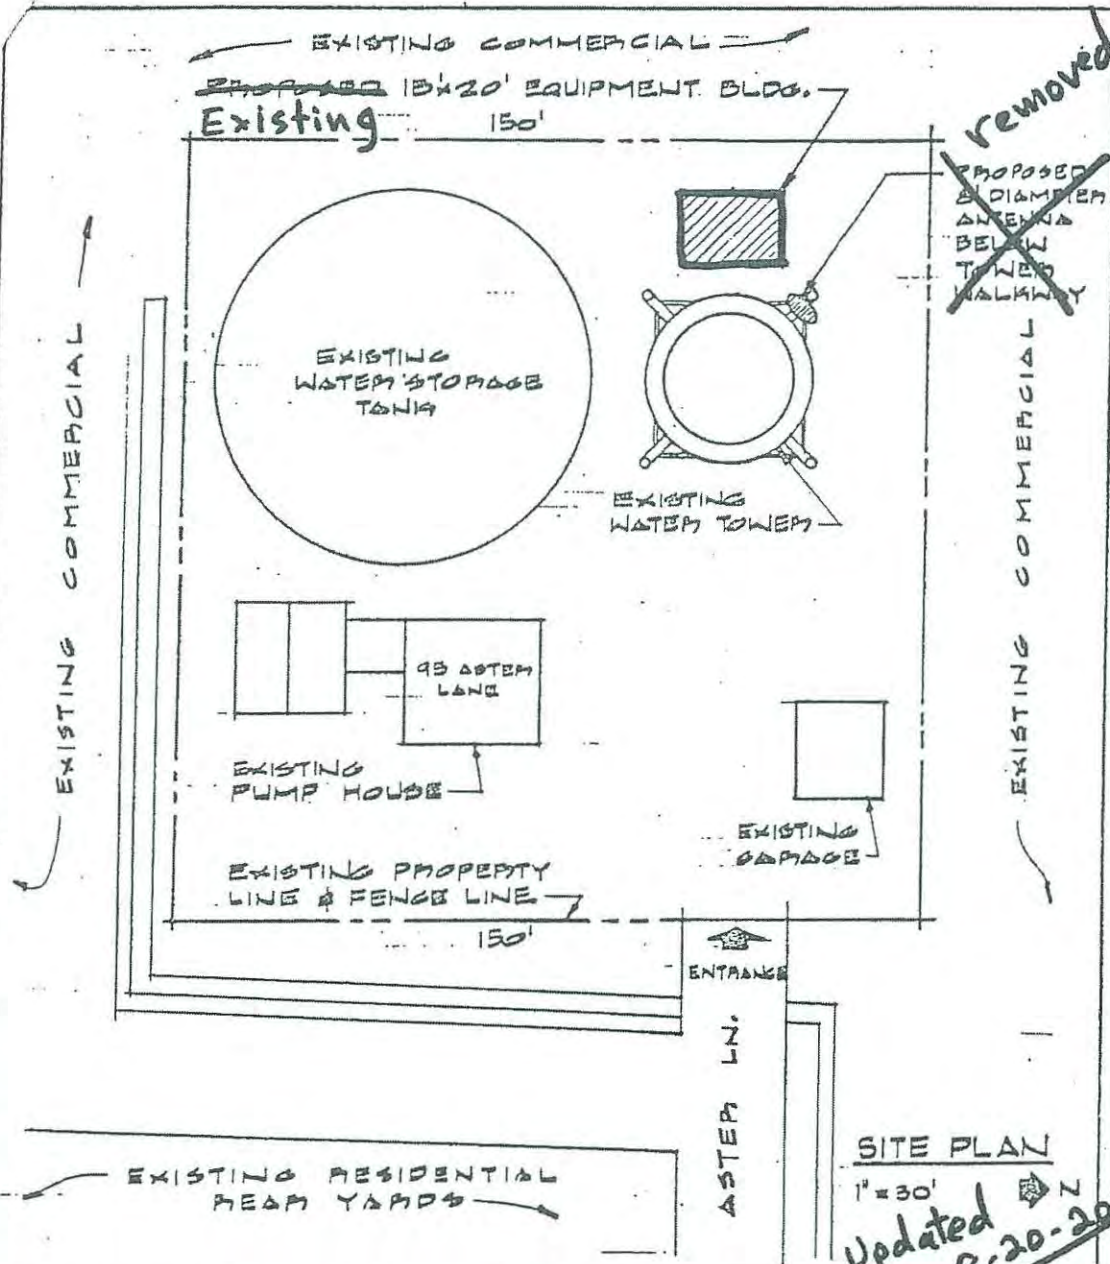 EXISTING COMMERCIAL
PROPOSED 15'x20' EQUIPMENT BLDG.
Existing
150'
removed
PROPOSED
8' DIAMETER
ANTENNA
BELOW
TOWER
WALKWAY
EXISTING COMMERCIAL
EXISTING
WATER STORAGE
TANK
EXISTING
WATER TOWER
EXISTING COMMERCIAL
95 ASTER
LANE
EXISTING
PUMP HOUSE
EXISTING
GARAGE
EXISTING PROPERTY
LINE & FENCE LINE
150'
ENTRANCE
ASTER LN.
EXISTING RESIDENTIAL
REAR YARDS
SITE PLAN
1" = 30'
N
Updated